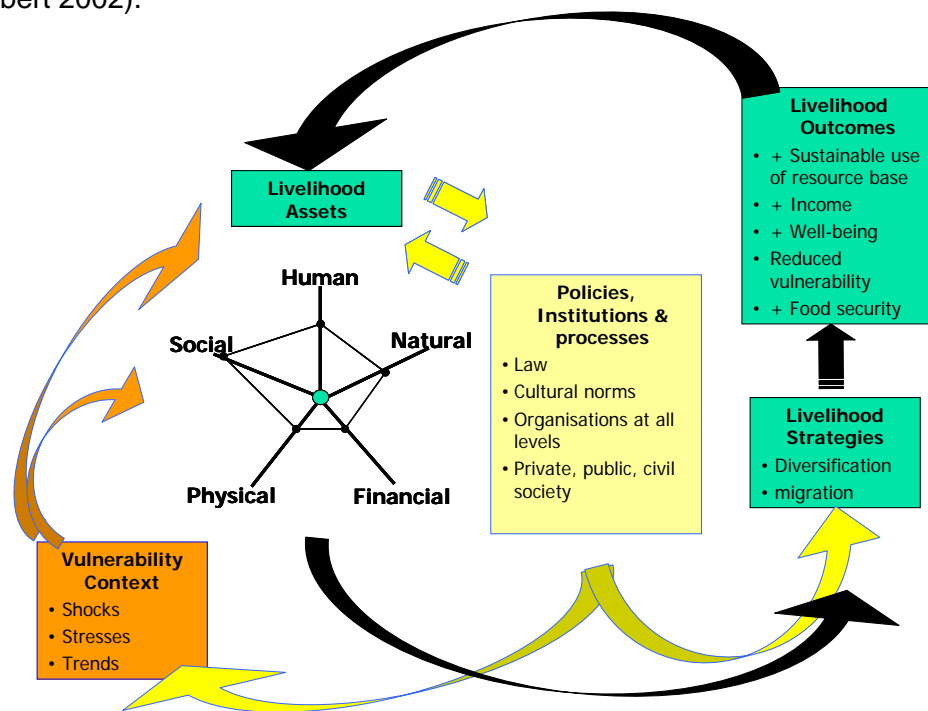 bert 2002).
Livelihood
Outcomes
• + Sustainable use
of resource base
• + Income
• + Well-being
• Reduced
vulnerability
• + Food security
Livelihood
Assets
Human
Social
Natural
Physical
Financial
Policies,
Institutions &
processes
• Law
• Cultural norms
• Organisations at all
levels
• Private, public, civil
society
Livelihood
Strategies
• Diversification
• migration
Vulnerability
Context
• Shocks
• Stresses
• Trends